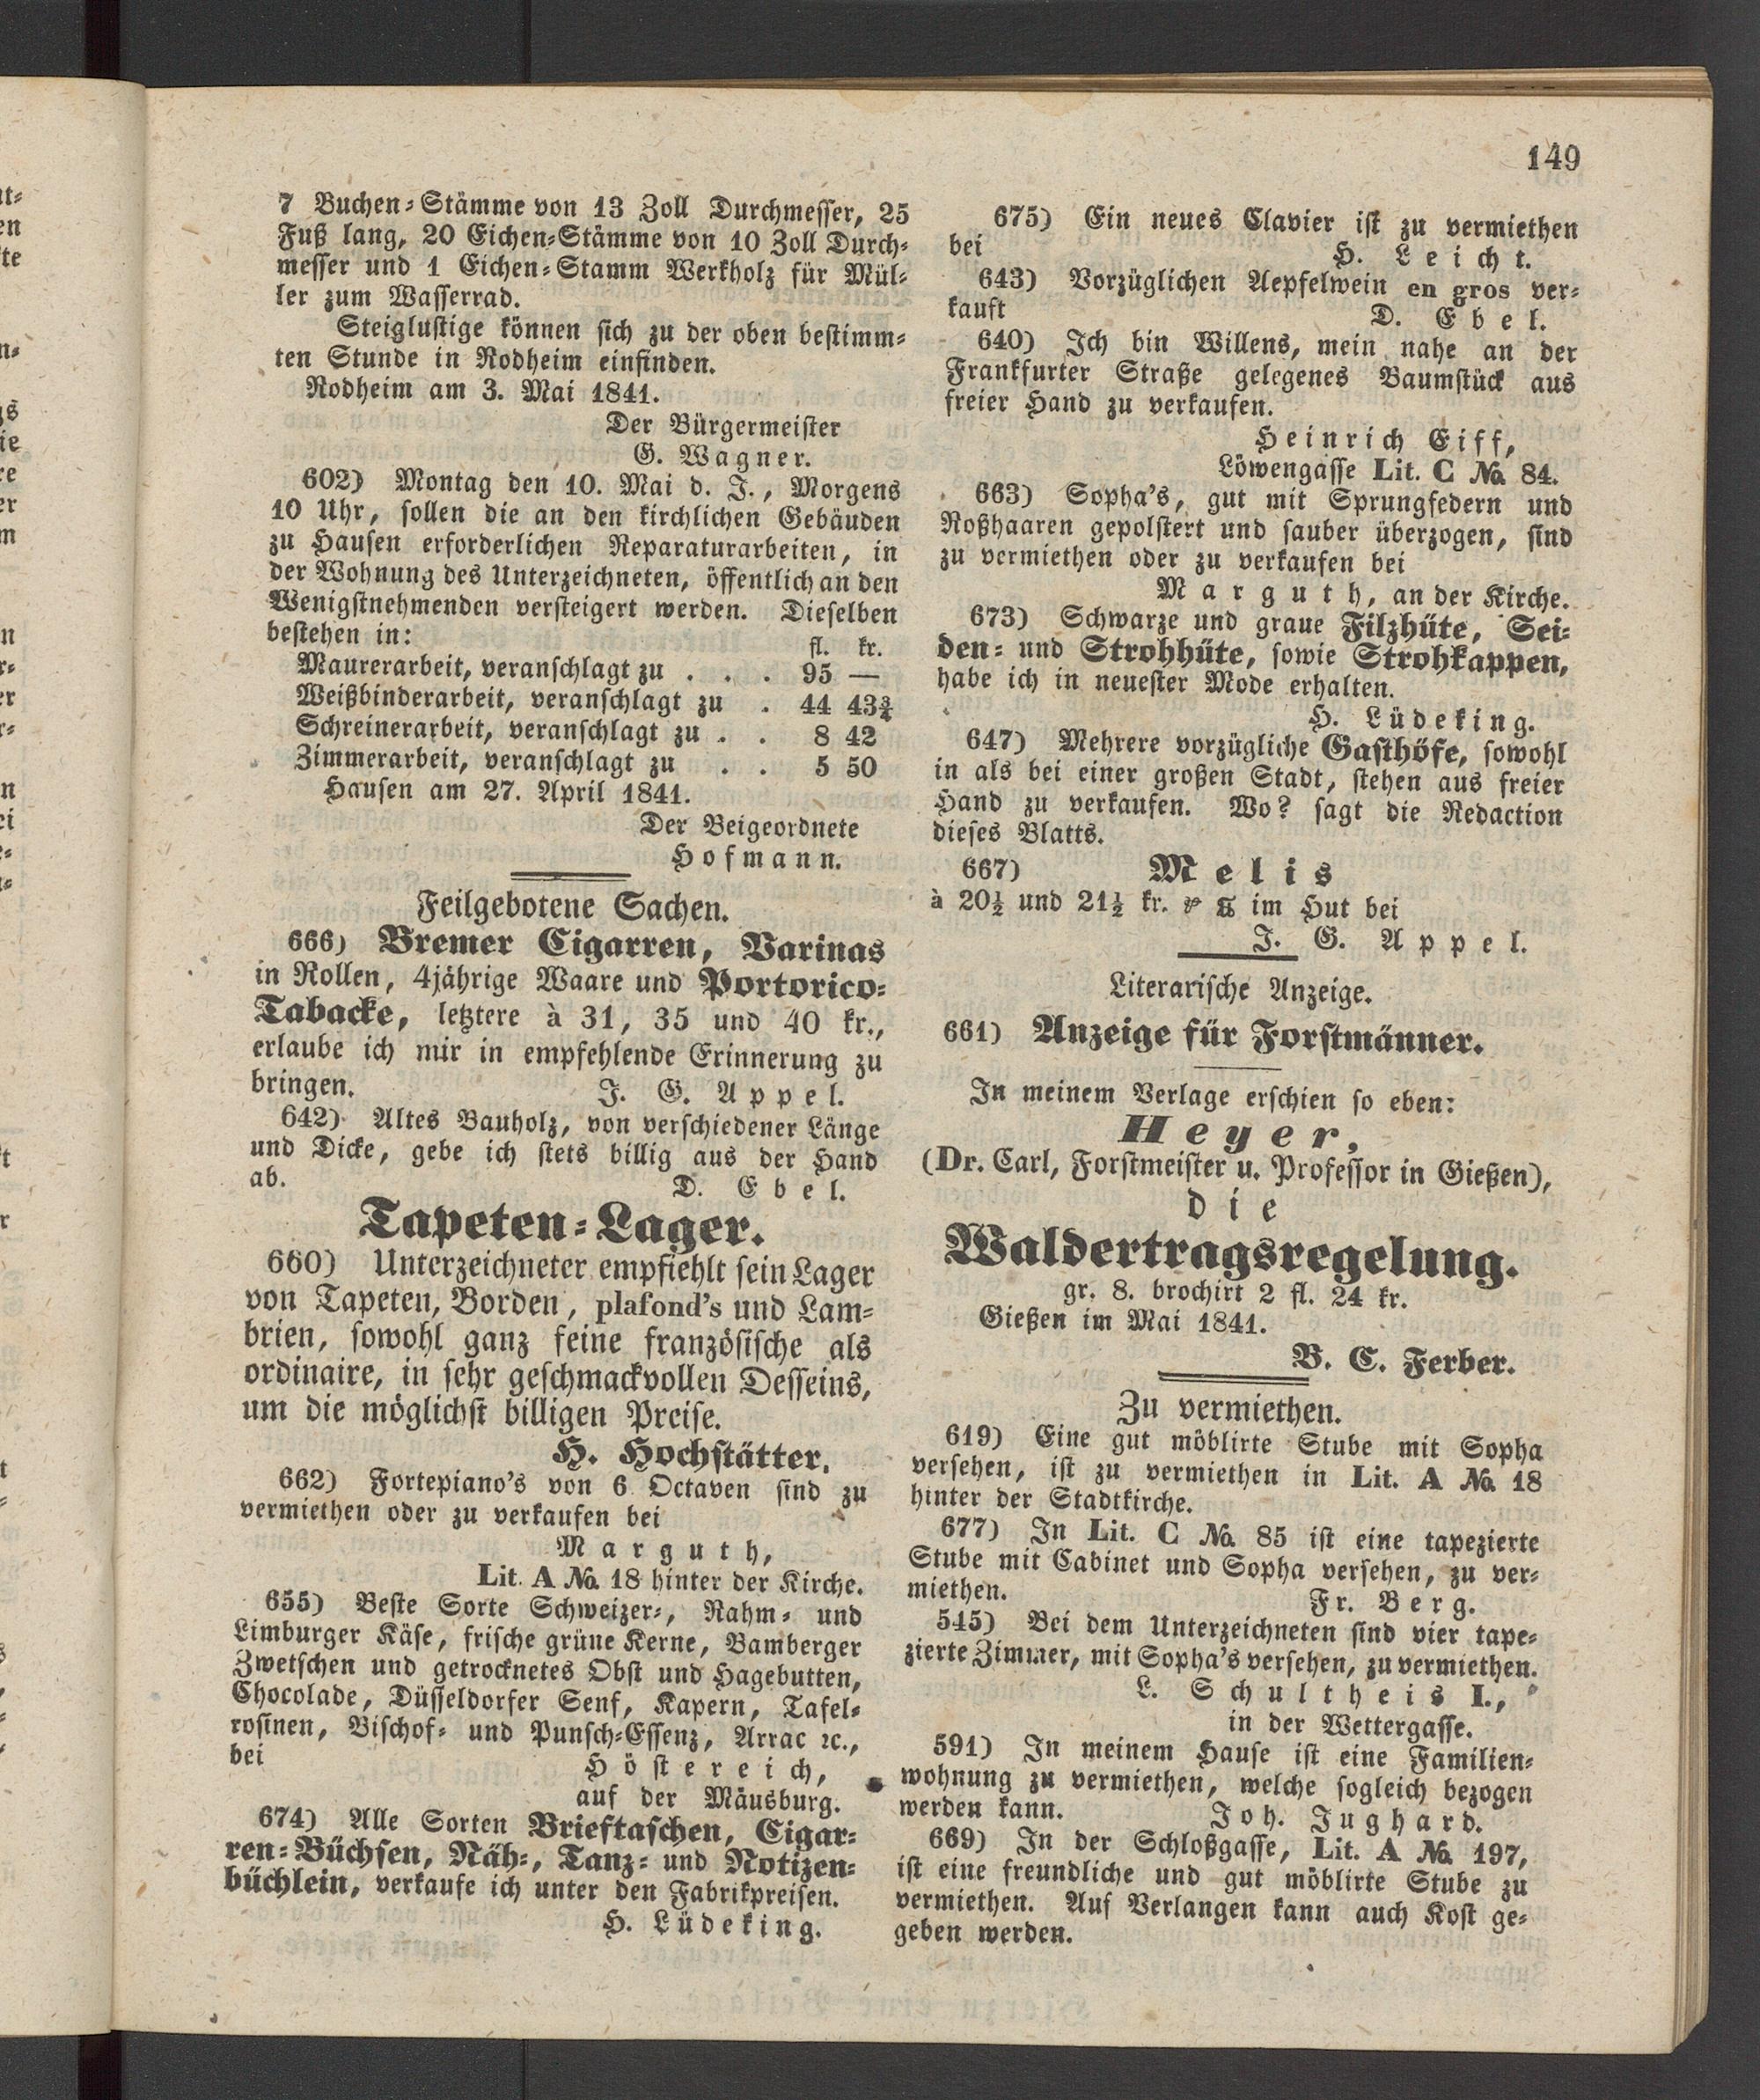 149
7 Buchen-Stämme von 13 Zoll Durchmesser, 25
Fuß lang, 20 Eichen-Stämme von 10 Zoll Durch-
messer und 1 Eichen-Stamm Werkholz für Mül-
ler zum Wasserrad.
Steiglustige können sich zu der oben bestimm-
ten Stunde in Rodheim einfinden.
Rodheim am 3. Mai 1841.
Der Bürgermeister
G. Wagner.
602) Montag den 10. Mai d. J., Morgens
10 Uhr, sollen die an den kirchlichen Gebäuden
zu Hausen erforderlichen Reparaturarbeiten, in
der Wohnung des Unterzeichneten, öffentlich an den
Wenigstnehmenden versteigert werden. Dieselben
bestehen in:
fl. kr.
Maurerarbeit, veranschlagt zu . . . 95 —
Weißbinderarbeit, veranschlagt zu . 44 43¾
Schreinerarbeit, veranschlagt zu . . 8 42
Zimmerarbeit, veranschlagt zu . . 5 50
Hausen am 27. April 1841.
Der Beigeordnete
Hofmann.
Feilgebotene Sachen.
666) Bremer Cigarren, Varinas
in Rollen, 4jährige Waare und Portorico-
Tabacke, letztere à 31, 35 und 40 kr.,
erlaube ich mir in empfehlende Erinnerung zu
bringen. J. G. Appel.
642) Altes Bauholz, von verschiedener Länge
und Dicke, gebe ich stets billig aus der Hand
ab. D. Ebel.
Tapeten-Lager.
660) Unterzeichneter empfiehlt sein Lager
von Tapeten, Borden, plafond's und Lam-
brien, sowohl ganz feine französische als
ordinaire, in sehr geschmackvollen Desseins,
um die möglichst billigen Preise.
H. Hochstätter.
662) Fortepiano's von 6 Octaven sind zu
vermiethen oder zu verkaufen bei
Marguth,
Lit. A No. 18 hinter der Kirche.
655) Beste Sorte Schweizer-, Rahm- und
Limburger Käse, frische grüne Kerne, Bamberger
Zwetschen und getrocknetes Obst und Hagebutten,
Chocolade, Düsseldorfer Senf, Kapern, Tafel-
rosinen, Bischof- und Punsch-Essenz, Arrac ꝛc.,
bei Höstereich,
auf der Mäusburg.
674) Alle Sorten Brieftaschen, Cigar-
ren-Büchsen, Näh-, Tanz- und Notizen-
büchlein, verkaufe ich unter den Fabrikpreisen.
H. Lüdeking.
675) Ein neues Clavier ist zu vermiethen
bei H. Leicht.
643) Vorzüglichen Aepfelwein en gros ver-
kauft D. Ebel.
640) Ich bin Willens, mein nahe an der
Frankfurter Straße gelegenes Baumstück aus
freier Hand zu verkaufen.
Heinrich Eiff,
Löwengasse Lit. C No. 84.
663) Sopha's, gut mit Sprungfedern und
Roßhaaren gepolstert und sauber überzogen, sind
zu vermiethen oder zu verkaufen bei
Marguth, an der Kirche.
673) Schwarze und graue Filzhüte, Sei-
den- und Strohhüte, sowie Strohkappen,
habe ich in neuester Mode erhalten.
H. Lüdeking.
647) Mehrere vorzügliche Gasthöfe, sowohl
in als bei einer großen Stadt, stehen aus freier
Hand zu verkaufen. Wo? sagt die Redaction
dieses Blatts.
667) Melis
à 20½ und 21½ kr. ⅌ ℔ im Hut bei
J. G. Appel.
Literarische Anzeige.
661) Anzeige für Forstmänner.
In meinem Verlage erschien so eben:
Heyer,
(Dr. Carl, Forstmeister u. Professor in Gießen),
die
Waldertragsregelung.
gr. 8. brochirt 2 fl. 24 kr.
Gießen im Mai 1841.
B. C. Ferber.
Zu vermiethen.
619) Eine gut möblirte Stube mit Sopha
versehen, ist zu vermiethen in Lit. A No. 18
hinter der Stadtkirche.
677) In Lit. C No. 85 ist eine tapezierte
Stube mit Cabinet und Sopha versehen, zu ver-
miethen. Fr. Berg.
545) Bei dem Unterzeichneten sind vier tape-
zierte Zimmer, mit Sopha's versehen, zu vermiethen.
L. Schultheis I.,
in der Wettergasse.
591) In meinem Hause ist eine Familien-
wohnung zu vermiethen, welche sogleich bezogen
werden kann. Joh. Jughard.
669) In der Schloßgasse, Lit. A No. 197,
ist eine freundliche und gut möblirte Stube zu
vermiethen. Auf Verlangen kann auch Kost ge-
geben werden.